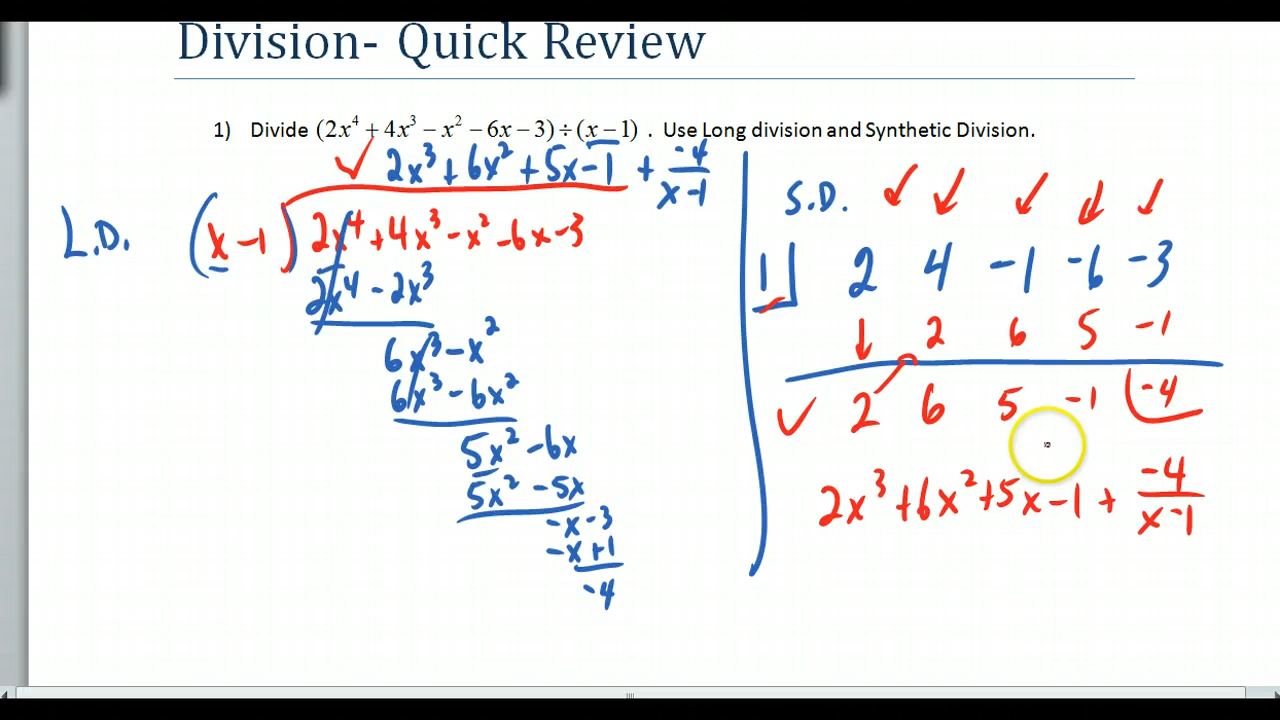 Division- Quick Review
1) Divide (2x⁴ + 4x³ − x² − 6x − 3) ÷ (x − 1) . Use Long division and Synthetic Division.
2x³ + 6x² + 5x - 1 + -4/(x-1)
L.D. (x - 1) 2x⁴ + 4x³ - x² - 6x - 3
2x⁴ - 2x³
6x³ - x²
6x³ - 6x²
5x² - 6x
5x² - 5x
-x - 3
-x + 1
-4
S.D.
1 2 4 -1 -6 -3
2 6 5 -1
2 6 5 -1 -4
2x³ + 6x² + 5x - 1 + -4/(x-1)